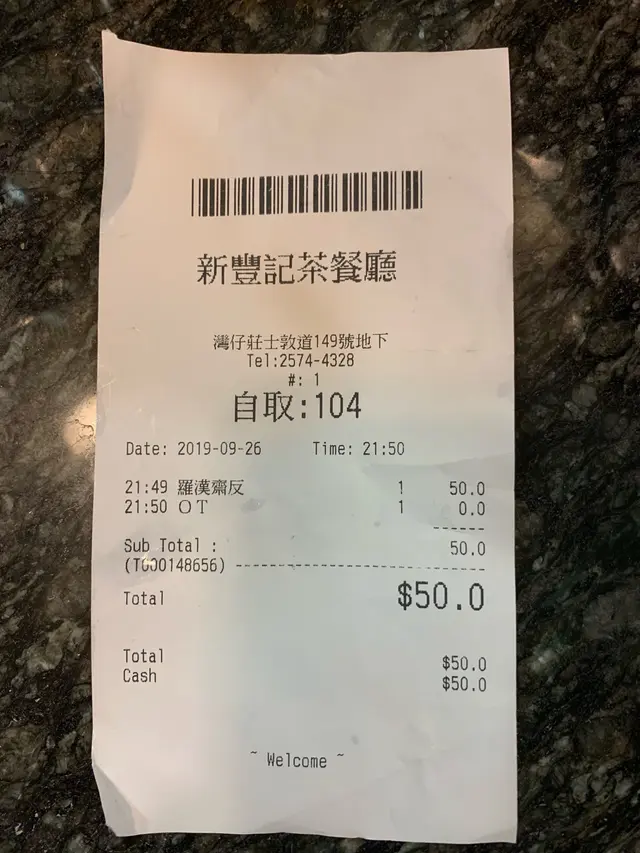 新豐記茶餐廳
灣仔莊士敦道149號地下
Tel:2574-4328
#: 1
自取:104
Date: 2019-09-26 Time: 21:50
21:49 羅漢齋反 1 50.0
21:50 OT 1 0.0
Sub Total : 50.0
(T000148656)
Total $50.0
Total $50.0
Cash $50.0
~ Welcome ~